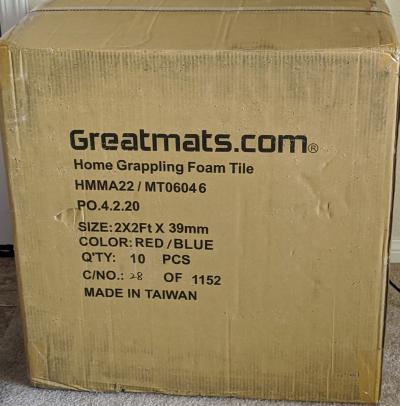 Greatmats.com®
Home Grappling Foam Tile
HMMA22 / MT06046
PO.4.2.20
SIZE: 2X2Ft X 39mm
COLOR: RED / BLUE
Q'TY: 10 PCS
C/NO.: 28 OF 1152
MADE IN TAIWAN